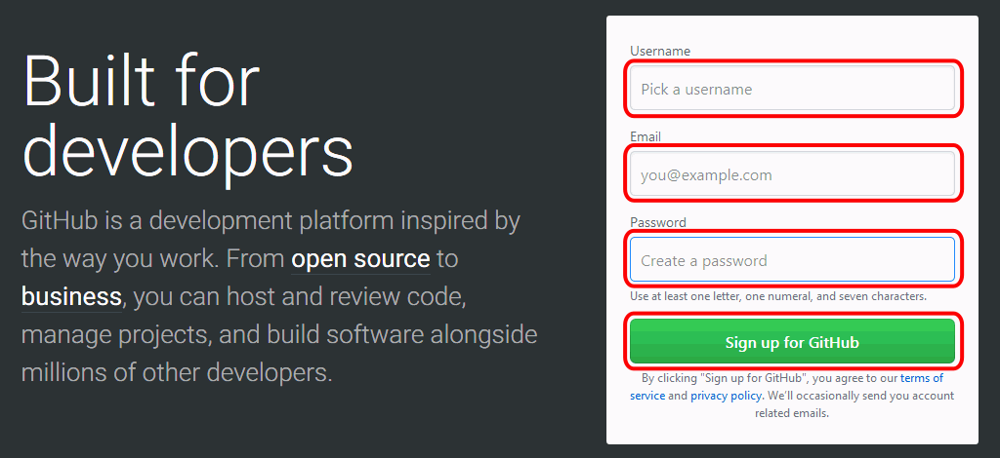 Built for
developers
GitHub is a development platform inspired by
the way you work. From open source to
business, you can host and review code,
manage projects, and build software alongside
millions of other developers.
Username
Pick a username
Email
you@example.com
Password
Create a password
Use at least one letter, one numeral, and seven characters.
Sign up for GitHub
By clicking "Sign up for GitHub", you agree to our terms of
service and privacy policy. We'll occasionally send you account
related emails.